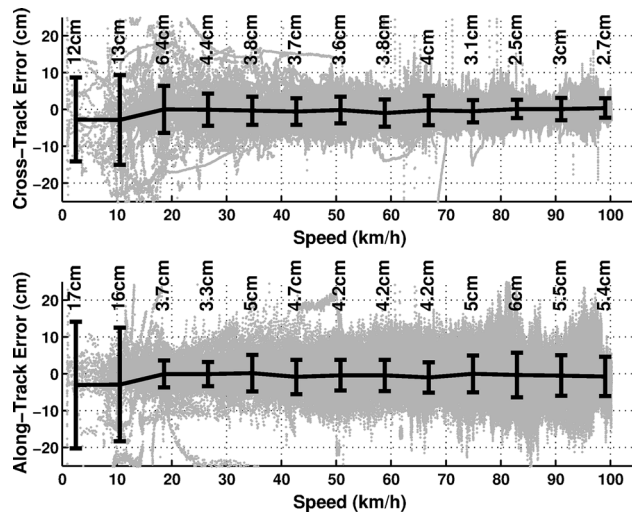 12cm 13cm 6.4cm 4.4cm 3.8cm 3.7cm 3.6cm 3.8cm 4cm 3.1cm 2.5cm 3cm 2.7cm
Cross−Track Error (cm)
20
10
0
−10
−20
0 10 20 30 40 50 60 70 80 90 100
Speed (km/h)
17cm 16cm 3.7cm 3.3cm 5cm 4.7cm 4.2cm 4.2cm 4.2cm 5cm 6cm 5.5cm 5.4cm
Along−Track Error (cm)
20
10
0
−10
−20
0 10 20 30 40 50 60 70 80 90 100
Speed (km/h)